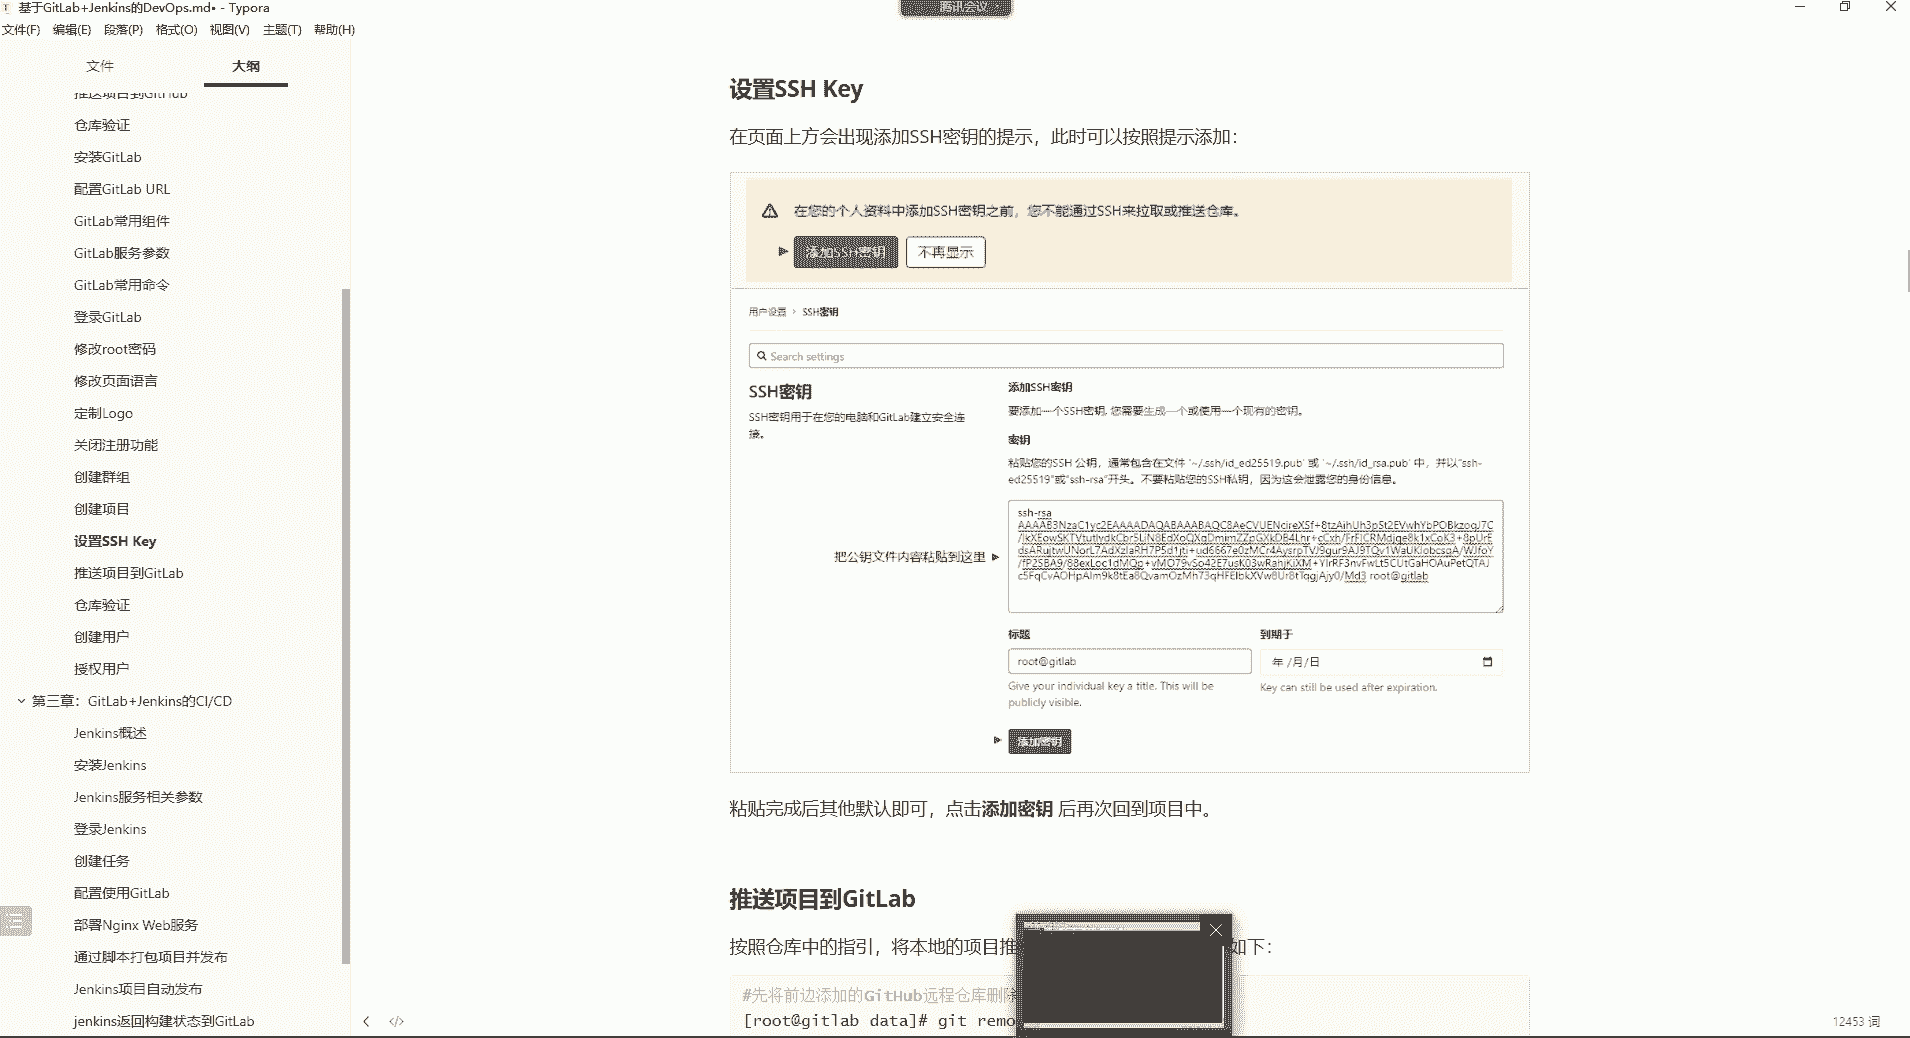 基于GitLab+Jenkins的DevOps.md• - Typora
腾讯会议
文件(F) 编辑(E) 段落(P) 格式(O) 视图(V) 主题(T) 帮助(H)
文件 大纲
推送项目到GitHub
仓库验证
安装GitLab
配置GitLab URL
GitLab常用组件
GitLab服务参数
GitLab常用命令
登录GitLab
修改root密码
修改页面语言
定制Logo
关闭注册功能
创建群组
创建项目
设置SSH Key
推送项目到GitLab
仓库验证
创建用户
授权用户
第三章：GitLab+Jenkins的CI/CD
Jenkins概述
安装Jenkins
Jenkins服务相关参数
登录Jenkins
创建任务
配置使用GitLab
部署Nginx Web服务
通过脚本打包项目并发布
Jenkins项目自动发布
jenkins返回构建状态到GitLab
设置SSH Key
在页面上方会出现添加SSH密钥的提示，此时可以按照提示添加：
在您的个人资料中添加SSH密钥之前，您不能通过SSH来拉取或推送仓库。
添加SSH密钥 不再显示
用户设置 › SSH密钥
Search settings
SSH密钥
SSH密钥用于在您的电脑和GitLab建立安全连
接。
添加SSH密钥
要添加一个SSH密钥, 您需要生成一个或使用一个现有的密钥。
密钥
粘贴您的SSH 公钥，通常包含在文件 '~/.ssh/id_ed25519.pub' 或 '~/.ssh/id_rsa.pub' 中，并以"ssh-
ed25519"或"ssh-rsa"开头。不要粘贴您的SSH私钥，因为这会泄露您的身份信息。
把公钥文件内容粘贴到这里
ssh-rsa
root@gitlab
标题
root@gitlab
Give your individual key a title. This will be
publicly visible.
到期于
年 /月/日
Key can still be used after expiration.
添加密钥
粘贴完成后其他默认即可，点击添加密钥 后再次回到项目中。
推送项目到GitLab
按照仓库中的指引，将本地的项目推 如下：
#先将前边添加的GitHub远程仓库删除
[root@gitlab data]# git remo
12453 词